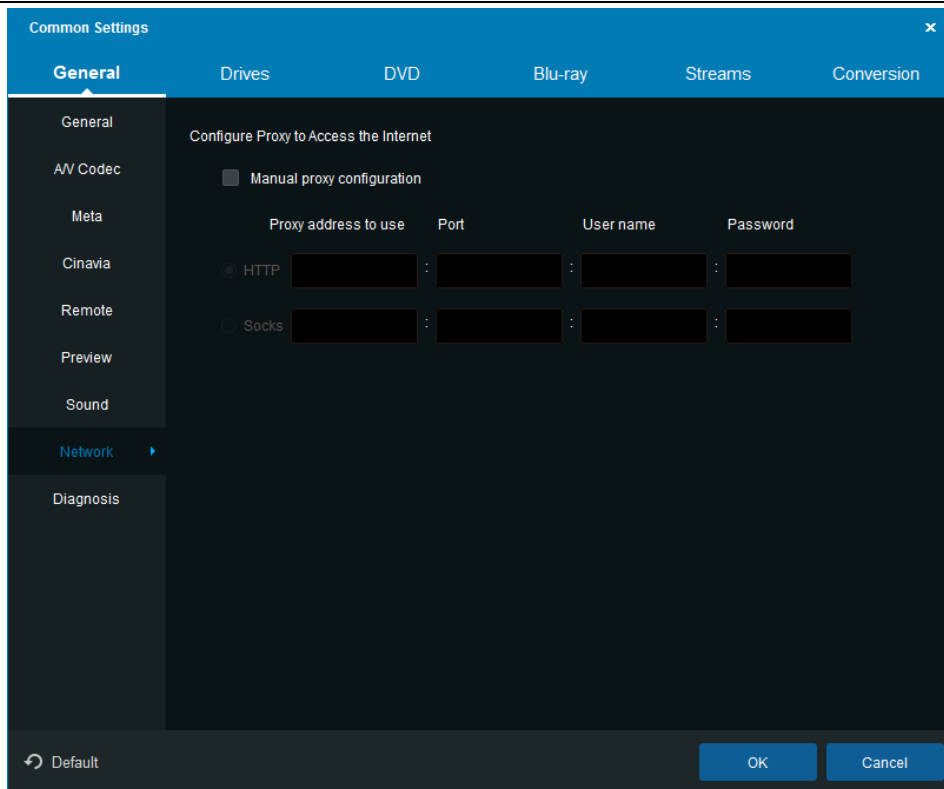 Common Settings
General Drives DVD Blu-ray Streams Conversion
General
A/V Codec
Meta
Cinavia
Remote
Preview
Sound
Network
Diagnosis
Configure Proxy to Access the Internet
Manual proxy configuration
Proxy address to use Port User name Password
HTTP : : :
Socks : : :
Default OK Cancel